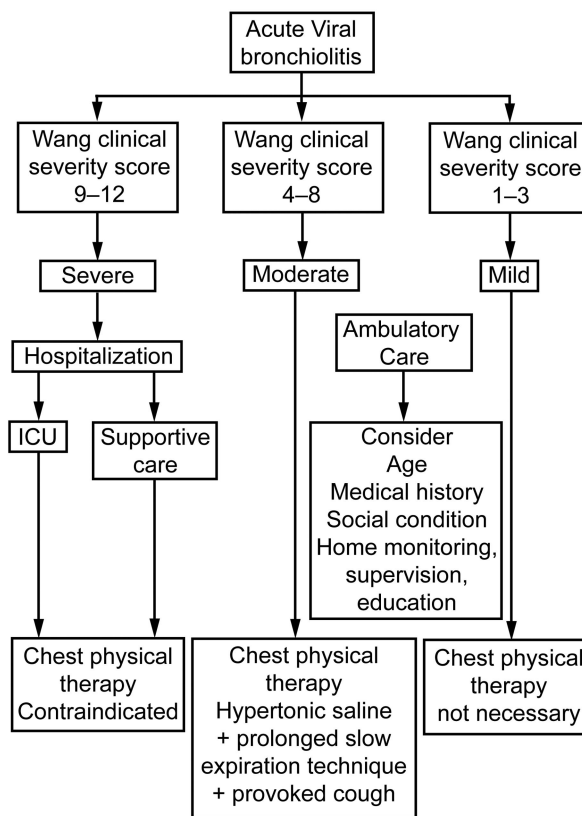 Acute Viral
bronchiolitis
Wang clinical
severity score
9–12
Wang clinical
severity score
4–8
Wang clinical
severity score
1–3
Severe
Moderate
Mild
Hospitalization
Ambulatory
Care
ICU
Supportive
care
Consider
Age
Medical history
Social condition
Home monitoring,
supervision,
education
Chest physical
therapy
Contraindicated
Chest physical
therapy
Hypertonic saline
+ prolonged slow
expiration technique
+ provoked cough
Chest physical
therapy
not necessary